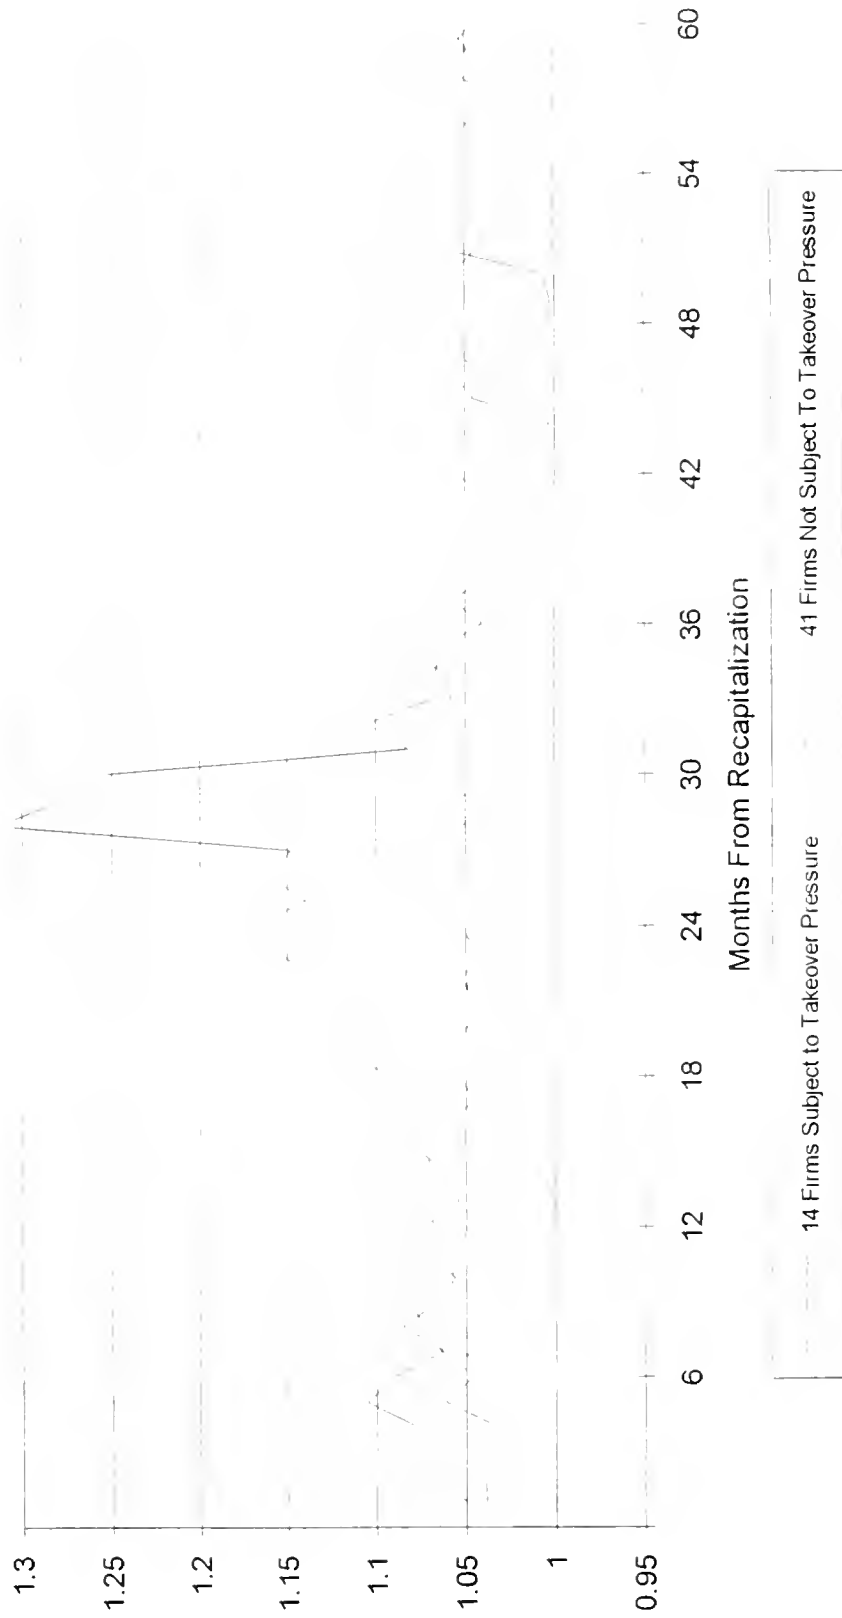 1.3
1.25
1.2
1.15
1.1
1.05
1
0.95
6 12 18 24 30 36 42 48 54 60
Months From Recapitalization
14 Firms Subject to Takeover Pressure 41 Firms Not Subject To Takeover Pressure